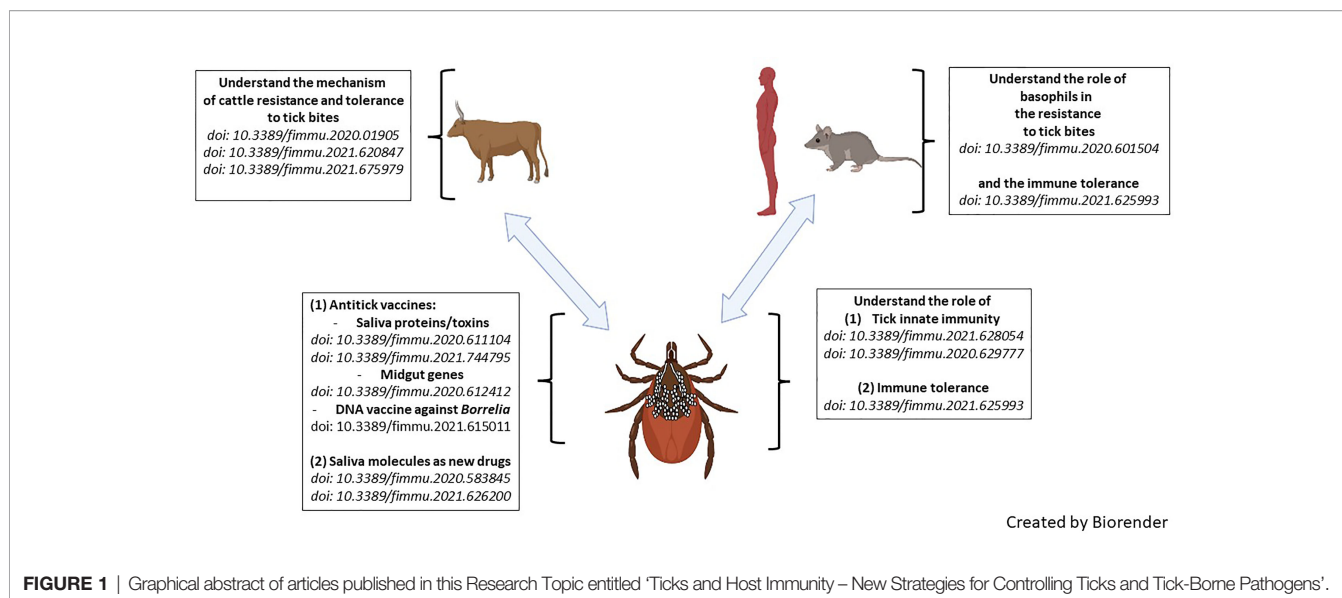 Understand the mechanism
of cattle resistance and tolerance
to tick bites
doi: 10.3389/fimmu.2020.01905
doi: 10.3389/fimmu.2021.620847
doi: 10.3389/fimmu.2021.675979
Understand the role of
basophils in
the resistance
to tick bites
doi: 10.3389/fimmu.2020.601504
and the immune tolerance
doi: 10.3389/fimmu.2021.625993
(1) Antitick vaccines:
- Saliva proteins/toxins
doi: 10.3389/fimmu.2020.611104
doi: 10.3389/fimmu.2021.744795
- Midgut genes
doi: 10.3389/fimmu.2020.612412
- DNA vaccine against Borrelia
doi: 10.3389/fimmu.2021.615011
(2) Saliva molecules as new drugs
doi: 10.3389/fimmu.2020.583845
doi: 10.3389/fimmu.2021.626200
Understand the role of
(1) Tick innate immunity
doi: 10.3389/fimmu.2021.628054
doi: 10.3389/fimmu.2020.629777
(2) Immune tolerance
doi: 10.3389/fimmu.2021.625993
Created by Biorender
FIGURE 1 | Graphical abstract of articles published in this Research Topic entitled ‘Ticks and Host Immunity – New Strategies for Controlling Ticks and Tick-Borne Pathogens’.